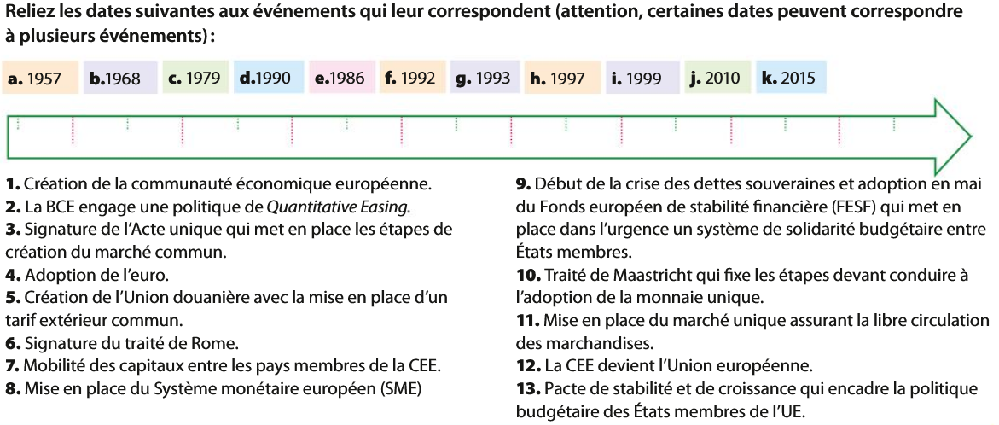 Reliez les dates suivantes aux événements qui leur correspondent (attention, certaines dates peuvent correspondre
à plusieurs événements) :
a. 1957 b.1968 c. 1979 d.1990 e.1986 f. 1992 g. 1993 h. 1997 i. 1999 j. 2010 k. 2015
1. Création de la communauté économique européenne.
2. La BCE engage une politique de Quantitative Easing.
3. Signature de l’Acte unique qui met en place les étapes de
création du marché commun.
4. Adoption de l’euro.
5. Création de l’Union douanière avec la mise en place d’un
tarif extérieur commun.
6. Signature du traité de Rome.
7. Mobilité des capitaux entre les pays membres de la CEE.
8. Mise en place du Système monétaire européen (SME)
9. Début de la crise des dettes souveraines et adoption en mai
du Fonds européen de stabilité financière (FESF) qui met en
place dans l’urgence un système de solidarité budgétaire entre
États membres.
10. Traité de Maastricht qui fixe les étapes devant conduire à
l’adoption de la monnaie unique.
11. Mise en place du marché unique assurant la libre circulation
des marchandises.
12. La CEE devient l’Union européenne.
13. Pacte de stabilité et de croissance qui encadre la politique
budgétaire des États membres de l’UE.